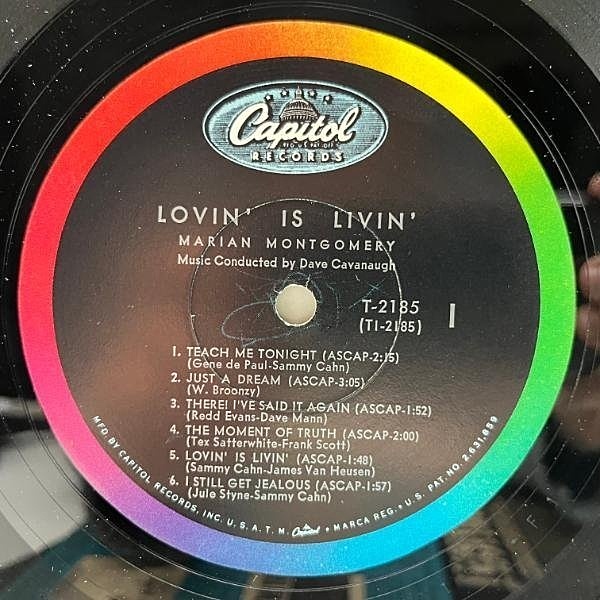 Capitol
REG. U.S. PAT. OFF.
RECORDS
LOVIN' IS LIVIN'
MARIAN MONTGOMERY
Music Conducted by Dave Cavanaugh
T-2185
(T1-2185)
1
1. TEACH ME TONIGHT (ASCAP-2:15)
(Gene de Paul-Sammy Cahn)
2. JUST A DREAM (ASCAP-3:05)
(W. Broonzy)
3. THERE! I'VE SAID IT AGAIN (ASCAP-1:52)
(Redd Evans-Dave Mann)
4. THE MOMENT OF TRUTH (ASCAP-2:00)
(Tex Satterwhite-Frank Scott)
5. LOVIN' IS LIVIN' (ASCAP-1:48)
(Sammy Cahn-James Van Heusen)
6. I STILL GET JEALOUS (ASCAP-1:57)
(Jule Styne-Sammy Cahn)
MFD. BY CAPITOL RECORDS, INC. U.S.A. T.M. Capitol • MARCA REG. • U.S. PAT. NO. 2,631,859